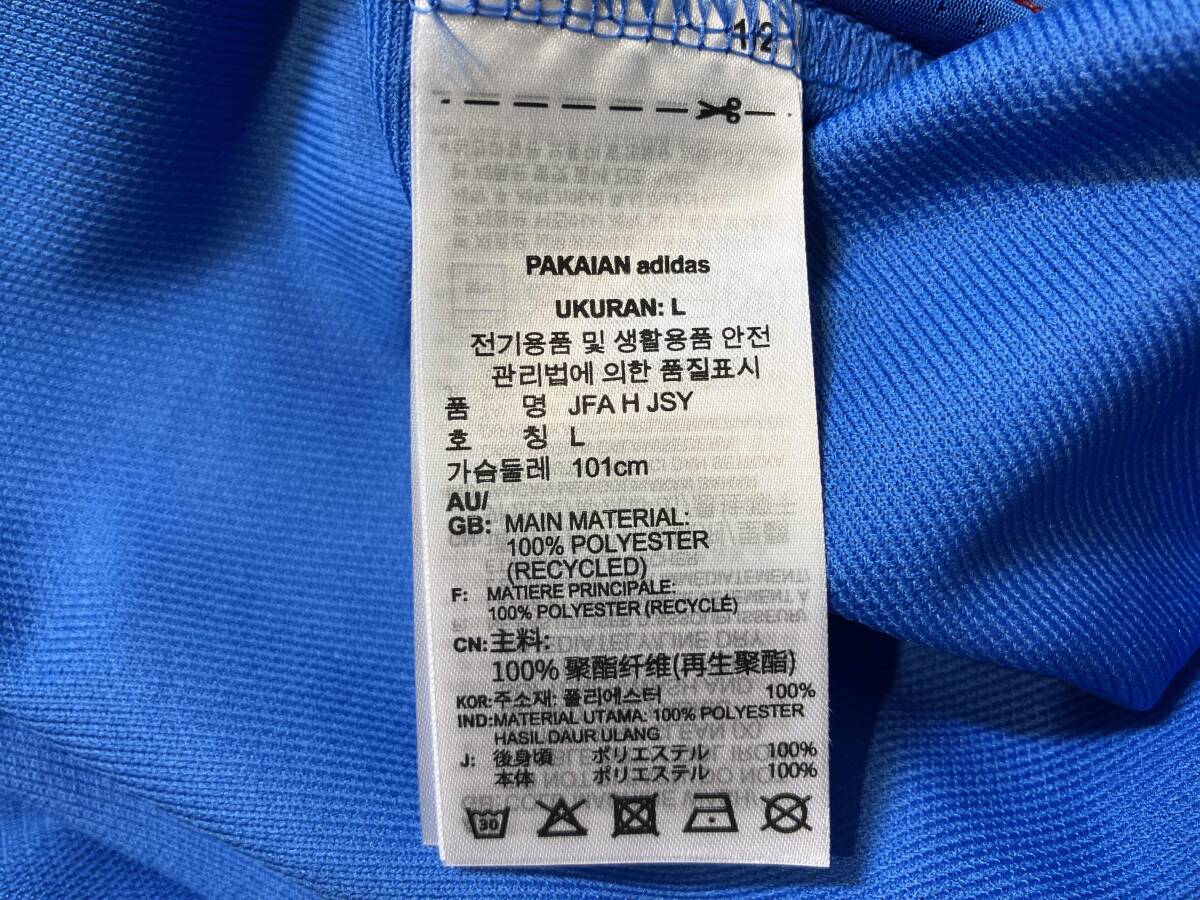 12
PAKAIAN adidas
UKURAN: L
전기용품 및 생활용품 안전
관리법에 의한 품질표시
품 명 JFA H JSY
호 칭 L
가슴둘레 101cm
AU/
GB: MAIN MATERIAL:
100% POLYESTER
(RECYCLED)
F: MATIERE PRINCIPALE:
100% POLYESTER (RECYCLÉ)
CN: 主料:
100% 聚酯纤维(再生聚酯)
KOR: 주소재: 폴리에스터 100%
IND: MATERIAL UTAMA: 100% POLYESTER
HASIL DAUR ULANG
J: 後身頃 ポリエステル 100%
本体 ポリエステル 100%
30